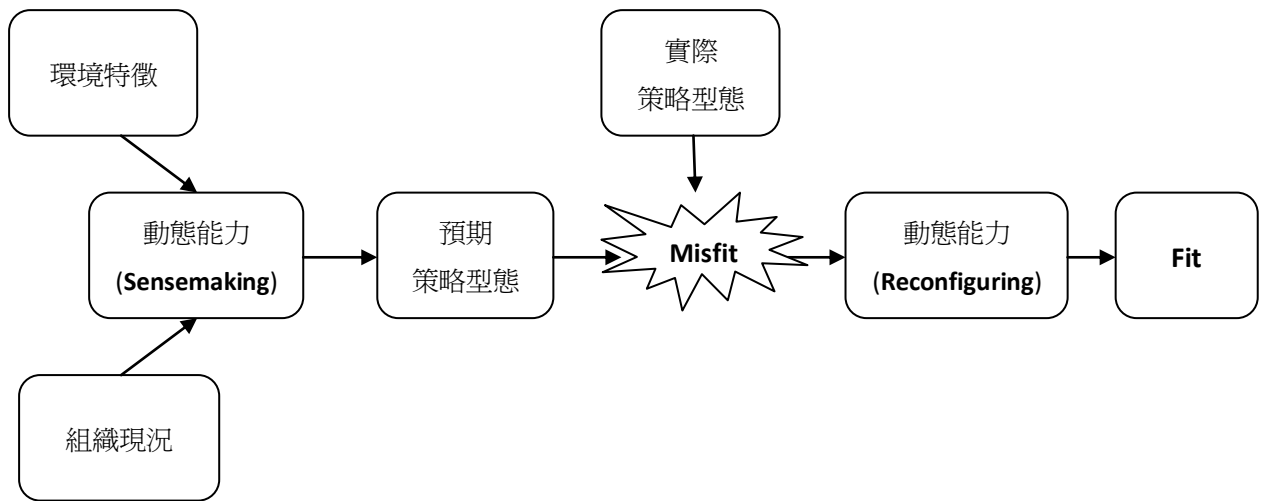 環境特徵
實際
策略型態
動態能力
(Sensemaking)
預期
策略型態
Misfit
動態能力
(Reconfiguring)
Fit
組織現況